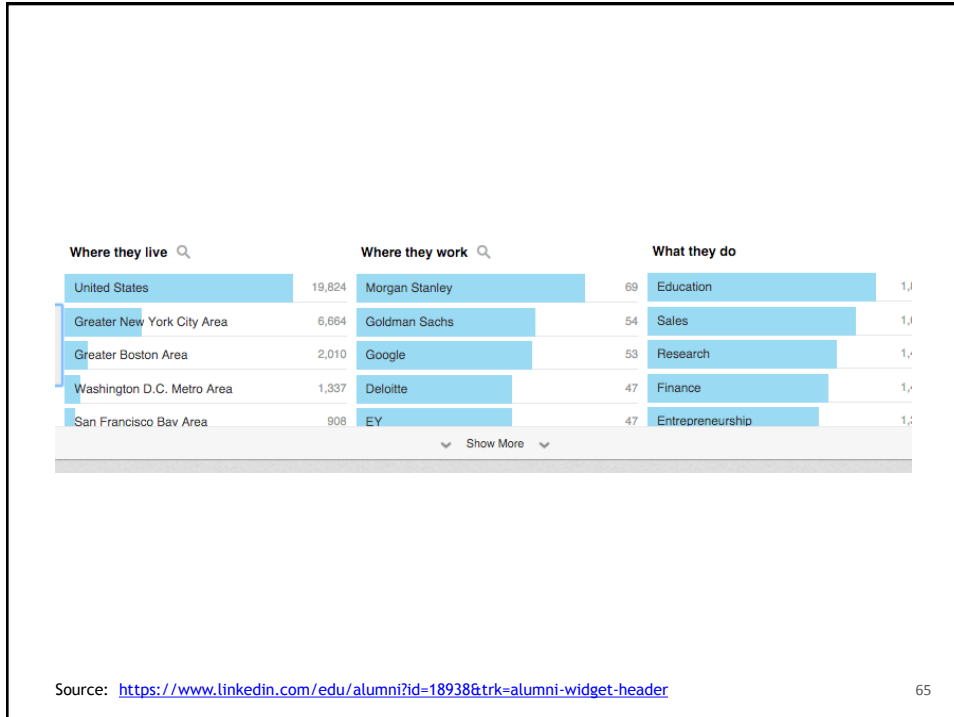 Where they live
United States 19,824
Greater New York City Area 6,664
Greater Boston Area 2,010
Washington D.C. Metro Area 1,337
San Francisco Bay Area 908
Where they work
Morgan Stanley 69
Goldman Sachs 54
Google 53
Deloitte 47
EY 47
What they do
Education
Sales
Research
Finance
Entrepreneurship
Show More
Source: https://www.linkedin.com/edu/alumni?id=18938&trk=alumni-widget-header
65